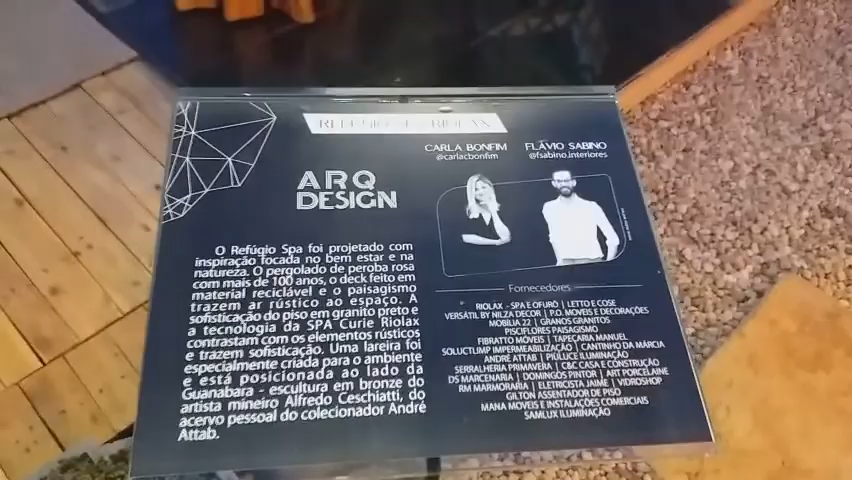 REFÚGIO SPA RIOLAX
CARLA BONFIM
@carlacbonfim
FLÁVIO SABINO
@fsabino.interiores
ARQ
DESIGN
O Refúgio Spa foi projetado com
inspiração focada no bem estar e na
natureza. O pergolado de peroba rosa
com mais de 100 anos, o deck feito em
material reciclável e o paisagismo
trazem ar rústico ao espaço. A
sofisticação do piso em granito preto e
a tecnologia da SPA Curie Riolax
contrastam com os elementos rústicos
e trazem sofisticação. Uma lareira foi
especialmente criada para o ambiente
e está posicionada ao lado da
Guanabara - escultura em bronze do
artista mineiro Alfredo Ceschiatti, do
acervo pessoal do colecionador André
Attab.
Fornecedores
RIOLAX - SPA E OFURÔ | LETTO E COSE
VERSÁTIL BY NILZA DECOR | P.O. MOVEIS E DECORAÇÕES
MOBILIA 22 | GRANOS GRANITOS
PISCIFLORES PAISAGISMO
FIBRATTO MÓVEIS | TAPEÇARIA MANUEL
SOLUCTLIMP IMPERMEABILIZAÇÃO | CANTINHO DA MÁRCIA
ANDRÉ ATTAB | PIULUCE ILUMINAÇÃO
SERRALHERIA PRIMAVERA | C&C CASA E CONSTRUÇÃO
DS MARCENARIA | DOMINGOS PINTOR | ART PORCELAINE
RM MARMORARIA | ELETRICISTA JAIME | VIDROSHOP
GILTON ASSENTADOR DE PISO
MANA MOVEIS E INSTALAÇÕES COMERCIAIS
SAMLUX ILUMINAÇÃO